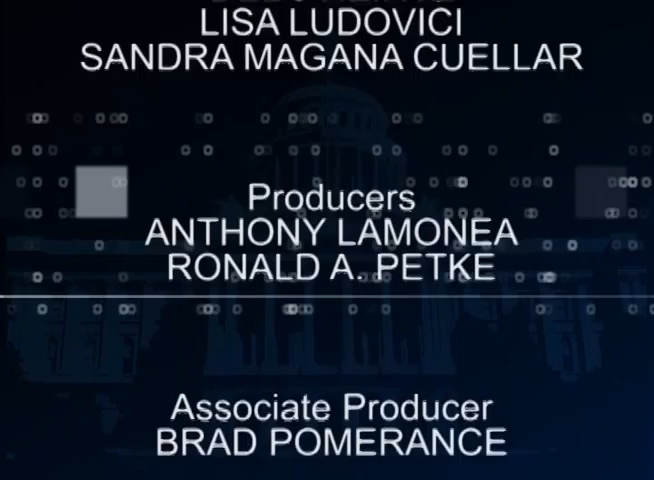 LISA LUDOVICI
SANDRA MAGANA CUELLAR
Producers
ANTHONY LAMONEA
RONALD A. PETKE
Associate Producer
BRAD POMERANCE